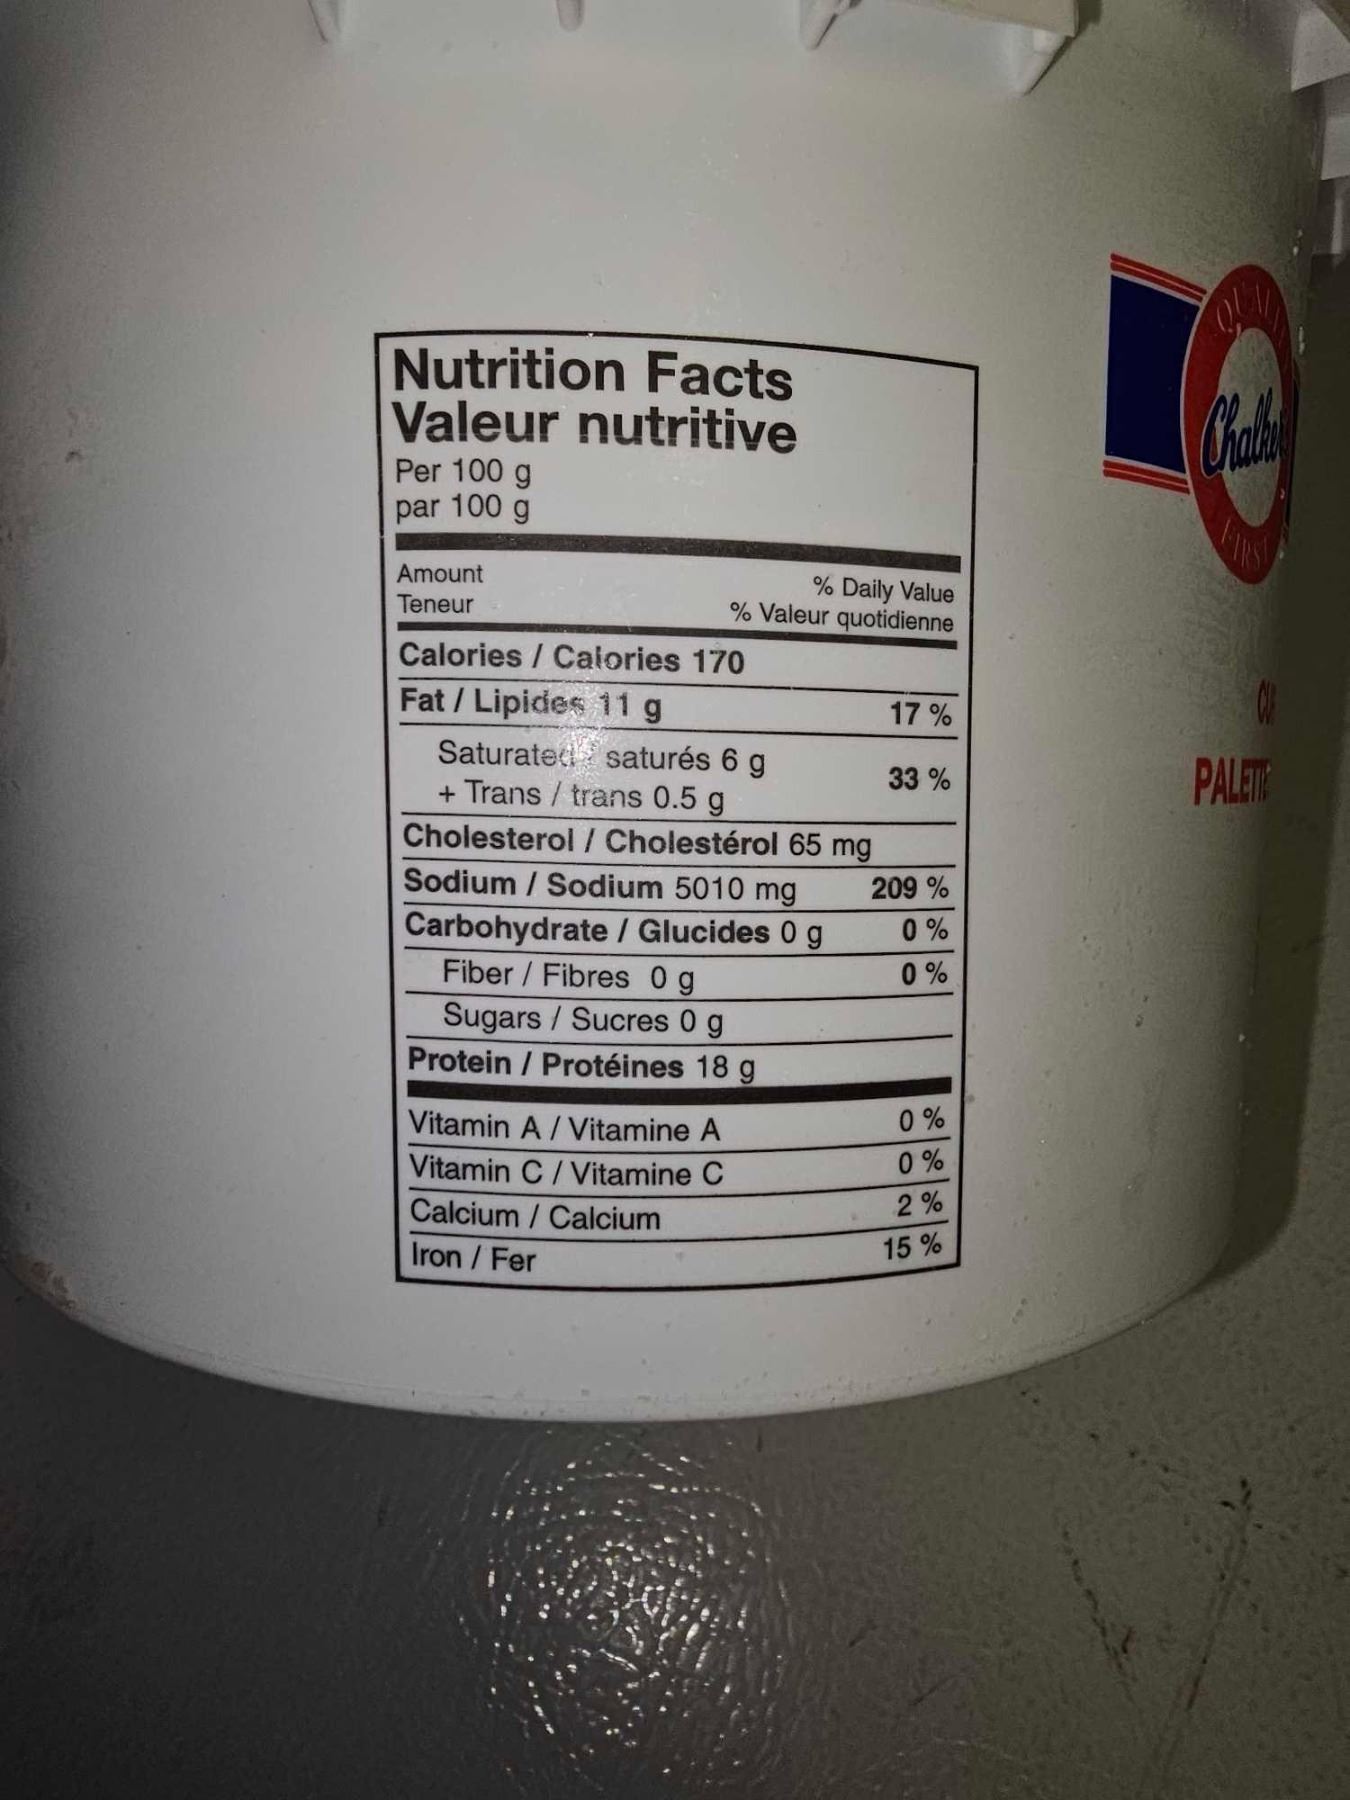 Nutrition Facts
Valeur nutritive
Per 100 g
par 100 g
Amount
Teneur
% Daily Value
% Valeur quotidienne
Calories / Calories 170
Fat / Lipides 11 g 17 %
Saturated / saturés 6 g
+ Trans / trans 0.5 g 33 %
Cholesterol / Cholestérol 65 mg
Sodium / Sodium 5010 mg 209 %
Carbohydrate / Glucides 0 g 0 %
Fiber / Fibres 0 g 0 %
Sugars / Sucres 0 g
Protein / Protéines 18 g
Vitamin A / Vitamine A 0 %
Vitamin C / Vitamine C 0 %
Calcium / Calcium 2 %
Iron / Fer 15 %
FIRST